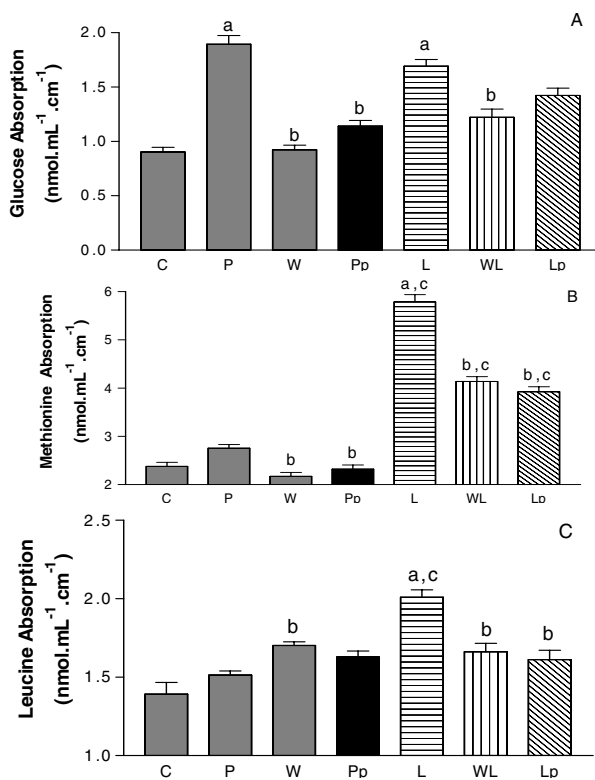 A
Glucose Absorption
(nmol.mL-1.cm-1)
2.0
1.5
1.0
0.5
0.0
a
b
b
a
b
C P W Pp L WL Lp
B
Methionine Absorption
(nmol.mL-1.cm-1)
6
5
4
3
2
b
b
a,c
b,c
b,c
C P W Pp L WL Lp
C
Leucine Absorption
(nmol.mL-1.cm-1)
2.5
2.0
1.5
1.0
b
a,c
b
b
C P W Pp L WL Lp